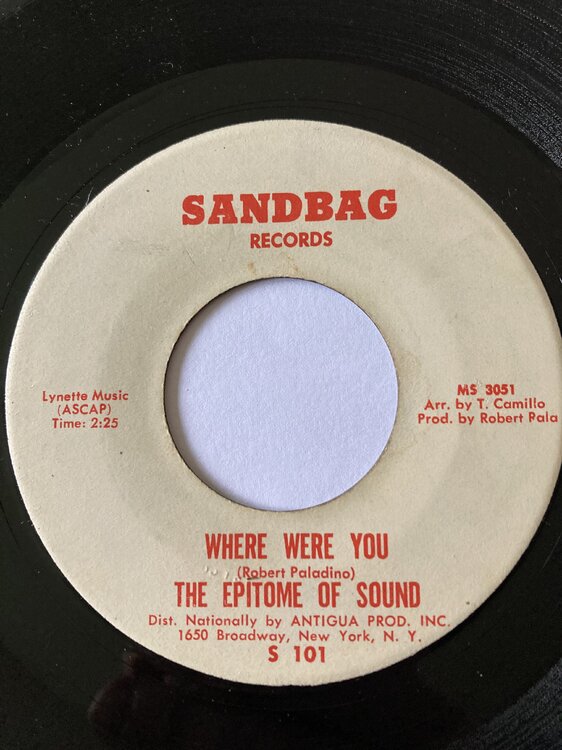 SANDBAG
RECORDS
Lynette Music
(ASCAP)
Time: 2:25
MS 3051
Arr. by T. Camillo
Prod. by Robert Pala
WHERE WERE YOU
(Robert Paladino)
THE EPITOME OF SOUND
Dist. Nationally by ANTIGUA PROD. INC.
1650 Broadway, New York, N. Y.
S 101